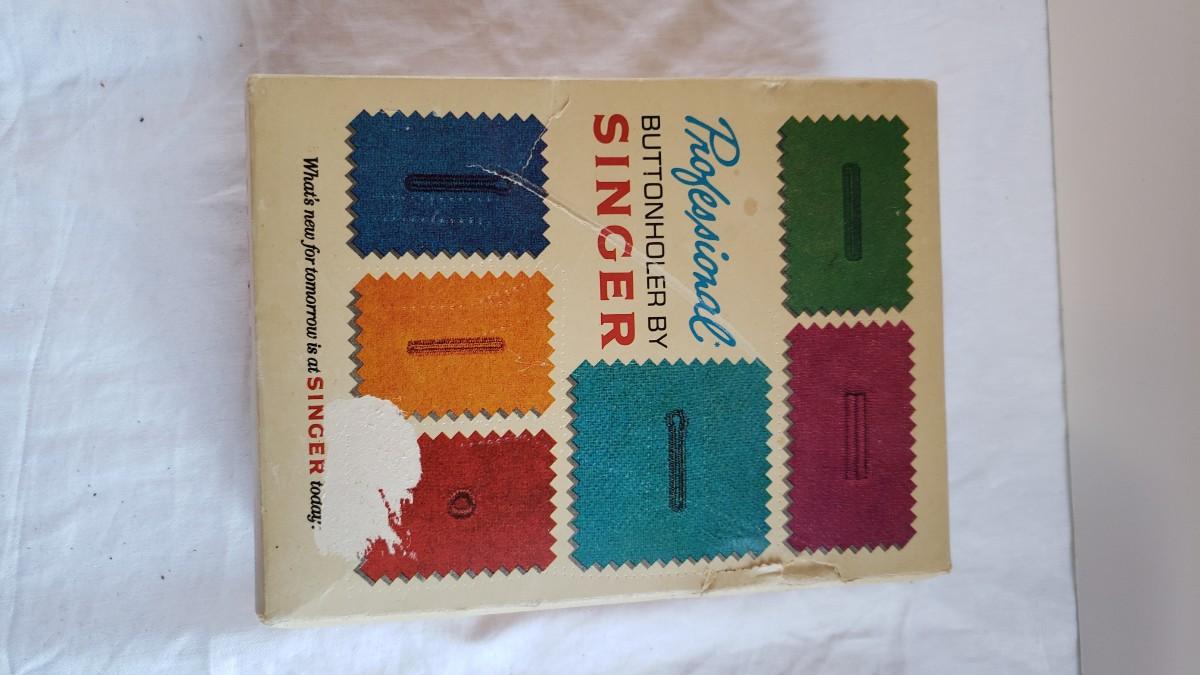 Professional*
BUTTONHOLER BY
SINGER
What's new for tomorrow is at SINGER today!